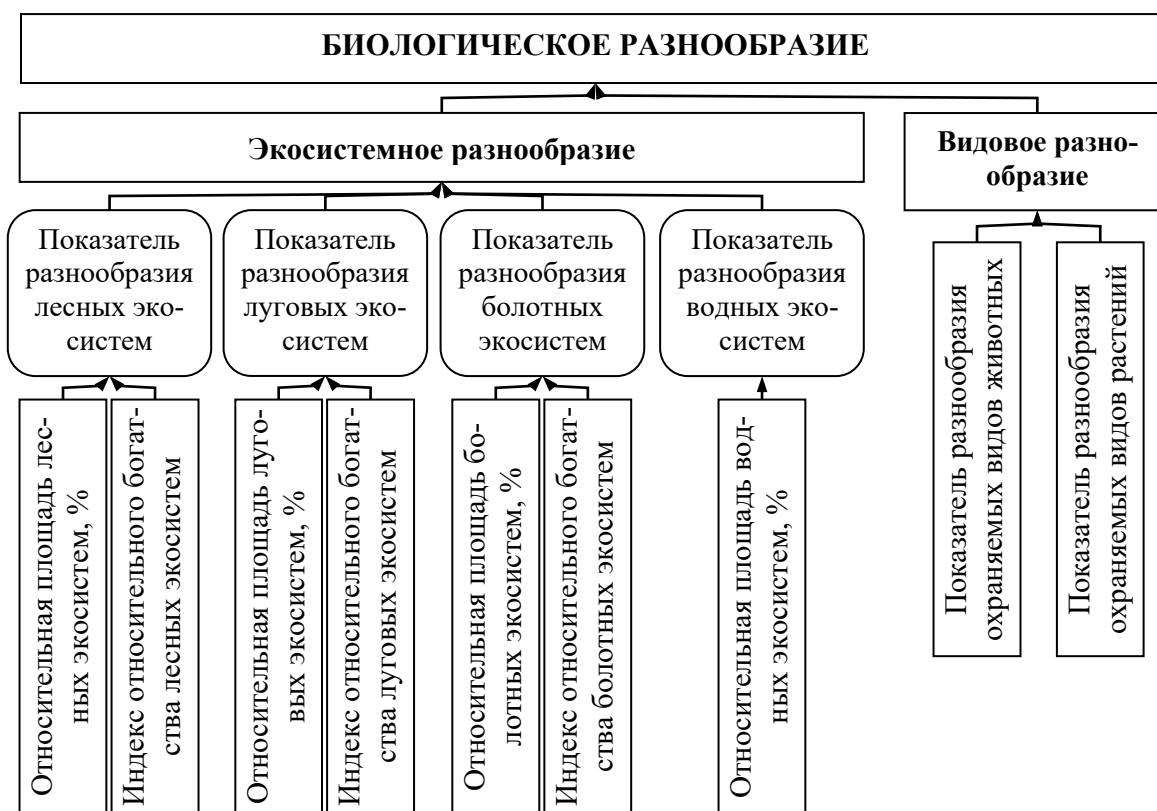 БИОЛОГИЧЕСКОЕ РАЗНООБРАЗИЕ
Экосистемное разнообразие
Видовое разно-
образие
Показатель
разнообразия
лесных эко-
систем
Показатель
разнообразия
луговых эко-
систем
Показатель
разнообразия
болотных
экосистем
Показатель
разнообразия
водных эко-
систем
Относительная площадь лес-
ных экосистем, %
Индекс относительного богат-
ства лесных экосистем
Относительная площадь луго-
вых экосистем, %
Индекс относительного богат-
ства луговых экосистем
Относительная площадь бо-
лотных экосистем, %
Индекс относительного богат-
ства болотных экосистем
Относительная площадь вод-
ных экосистем, %
Показатель разнообразия
охраняемых видов животных
Показатель разнообразия
охраняемых видов растений